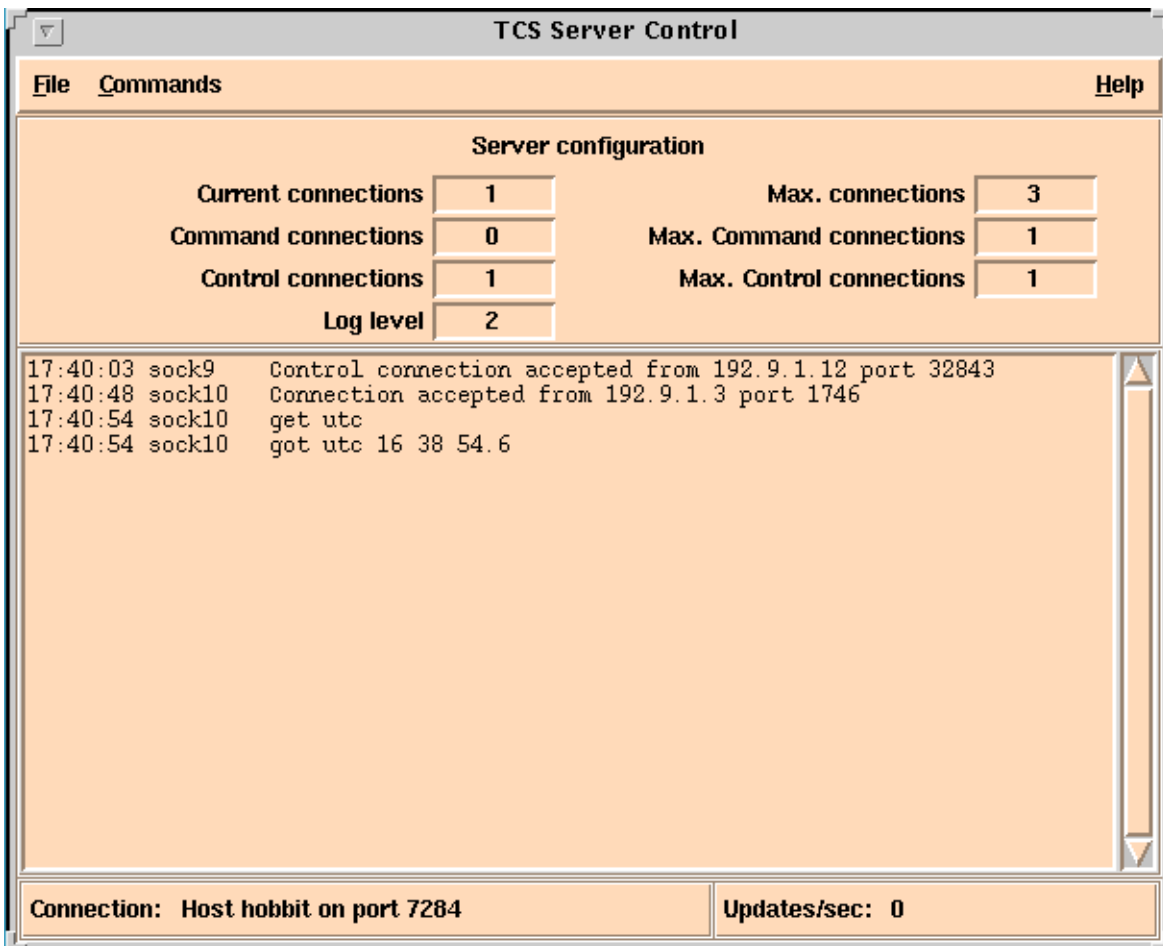 TCS Server Control
File Commands Help
Server configuration
Current connections 1 Max. connections 3
Command connections 0 Max. Command connections 1
Control connections 1 Max. Control connections 1
Log level 2
17:40:03 sock9 Control connection accepted from 192.9.1.12 port 32843
17:40:48 sock10 Connection accepted from 192.9.1.3 port 1746
17:40:54 sock10 get utc
17:40:54 sock10 got utc 16 38 54.6
Connection: Host hobbit on port 7284 Updates/sec: 0